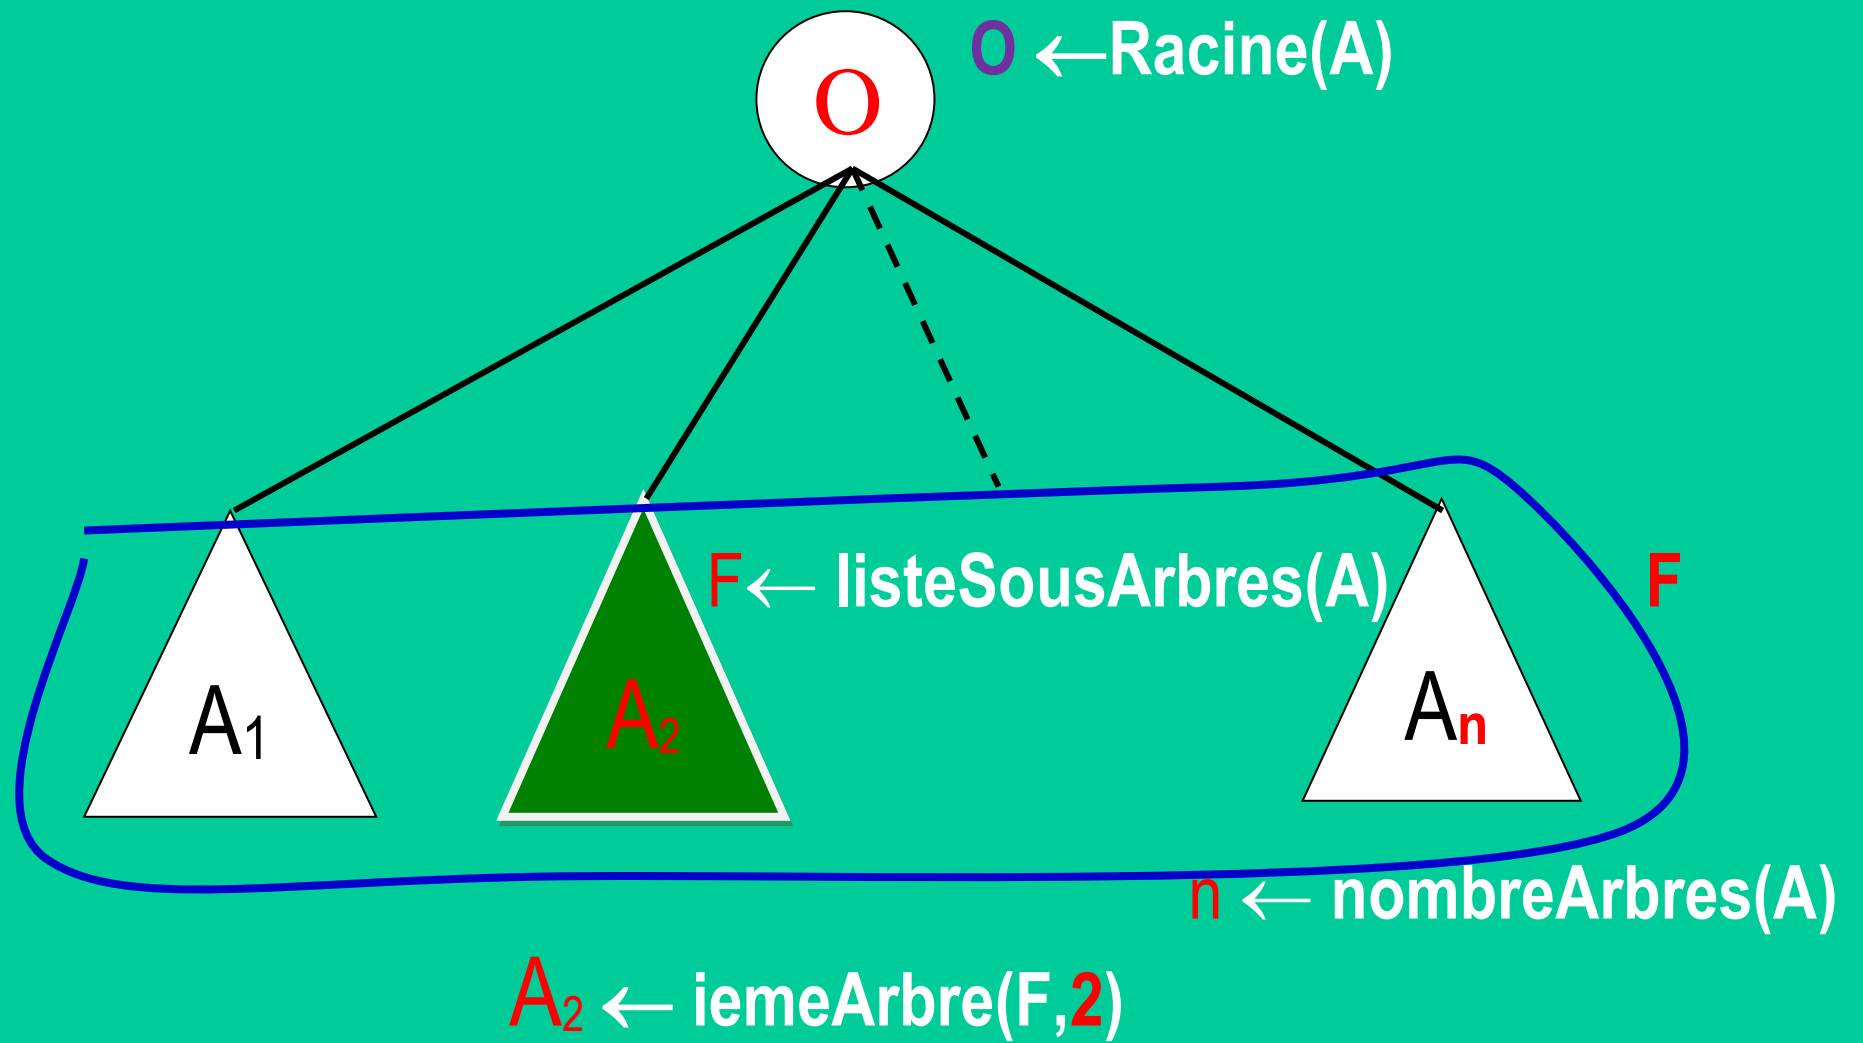 O
O ←Racine(A)
F← listeSousArbres(A)
F
A1
A2
An
n ← nombreArbres(A)
A2 ← iemeArbre(F,2)